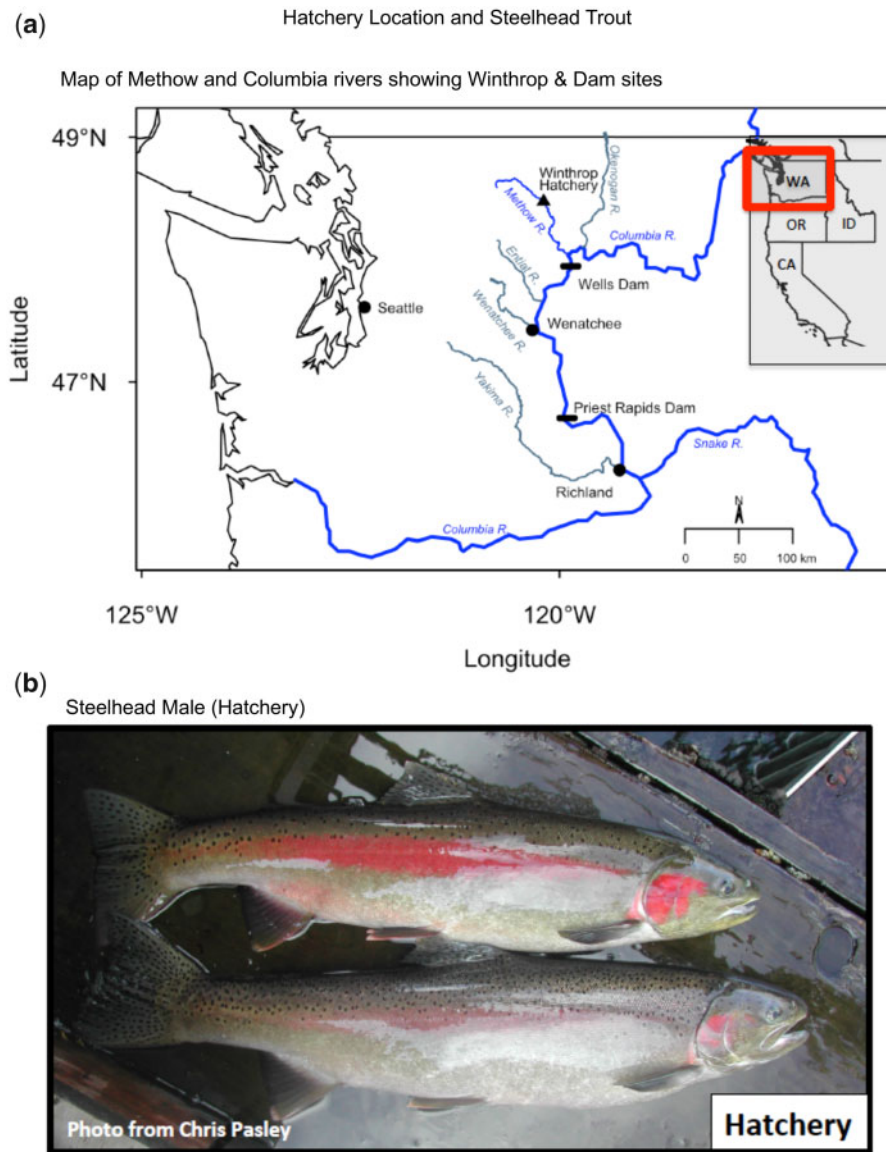 Hatchery Location and Steelhead Trout
(a)
Map of Methow and Columbia rivers showing Winthrop & Dam sites
49°N
47°N
Latitude
Okenogan R.
Winthrop
Hatchery
Methow R.
Columbia R.
Wells Dam
Entiat R.
Wenatchee R.
Wenatchee
Seattle
Yakima R.
Priest Rapids Dam
Snake R.
Richland
Columbia R.
N
0 50 100 km
WA
OR
ID
CA
125°W
120°W
Longitude
(b)
Steelhead Male (Hatchery)
Photo from Chris Pasley
Hatchery